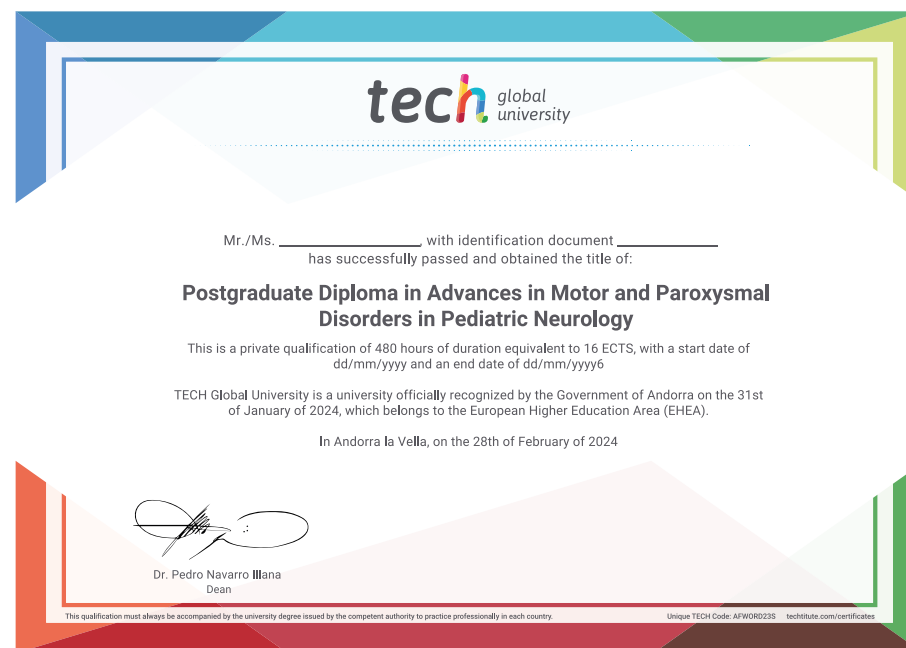 tech global
university
Mr./Ms. ____________, with identification document ____________
has successfully passed and obtained the title of:
Postgraduate Diploma in Advances in Motor and Paroxysmal
Disorders in Pediatric Neurology
This is a private qualification of 480 hours of duration equivalent to 16 ECTS, with a start date of
dd/mm/yyyy and an end date of dd/mm/yyyy6
TECH Global University is a university officially recognized by the Government of Andorra on the 31st
of January of 2024, which belongs to the European Higher Education Area (EHEA).
In Andorra la Vella, on the 28th of February of 2024
Dr. Pedro Navarro Illana
Dean
This qualification must always be accompanied by the university degree issued by the competent authority to practice professionally in each country.
Unique TECH Code: AFWORD23S techtitute.com/certificates